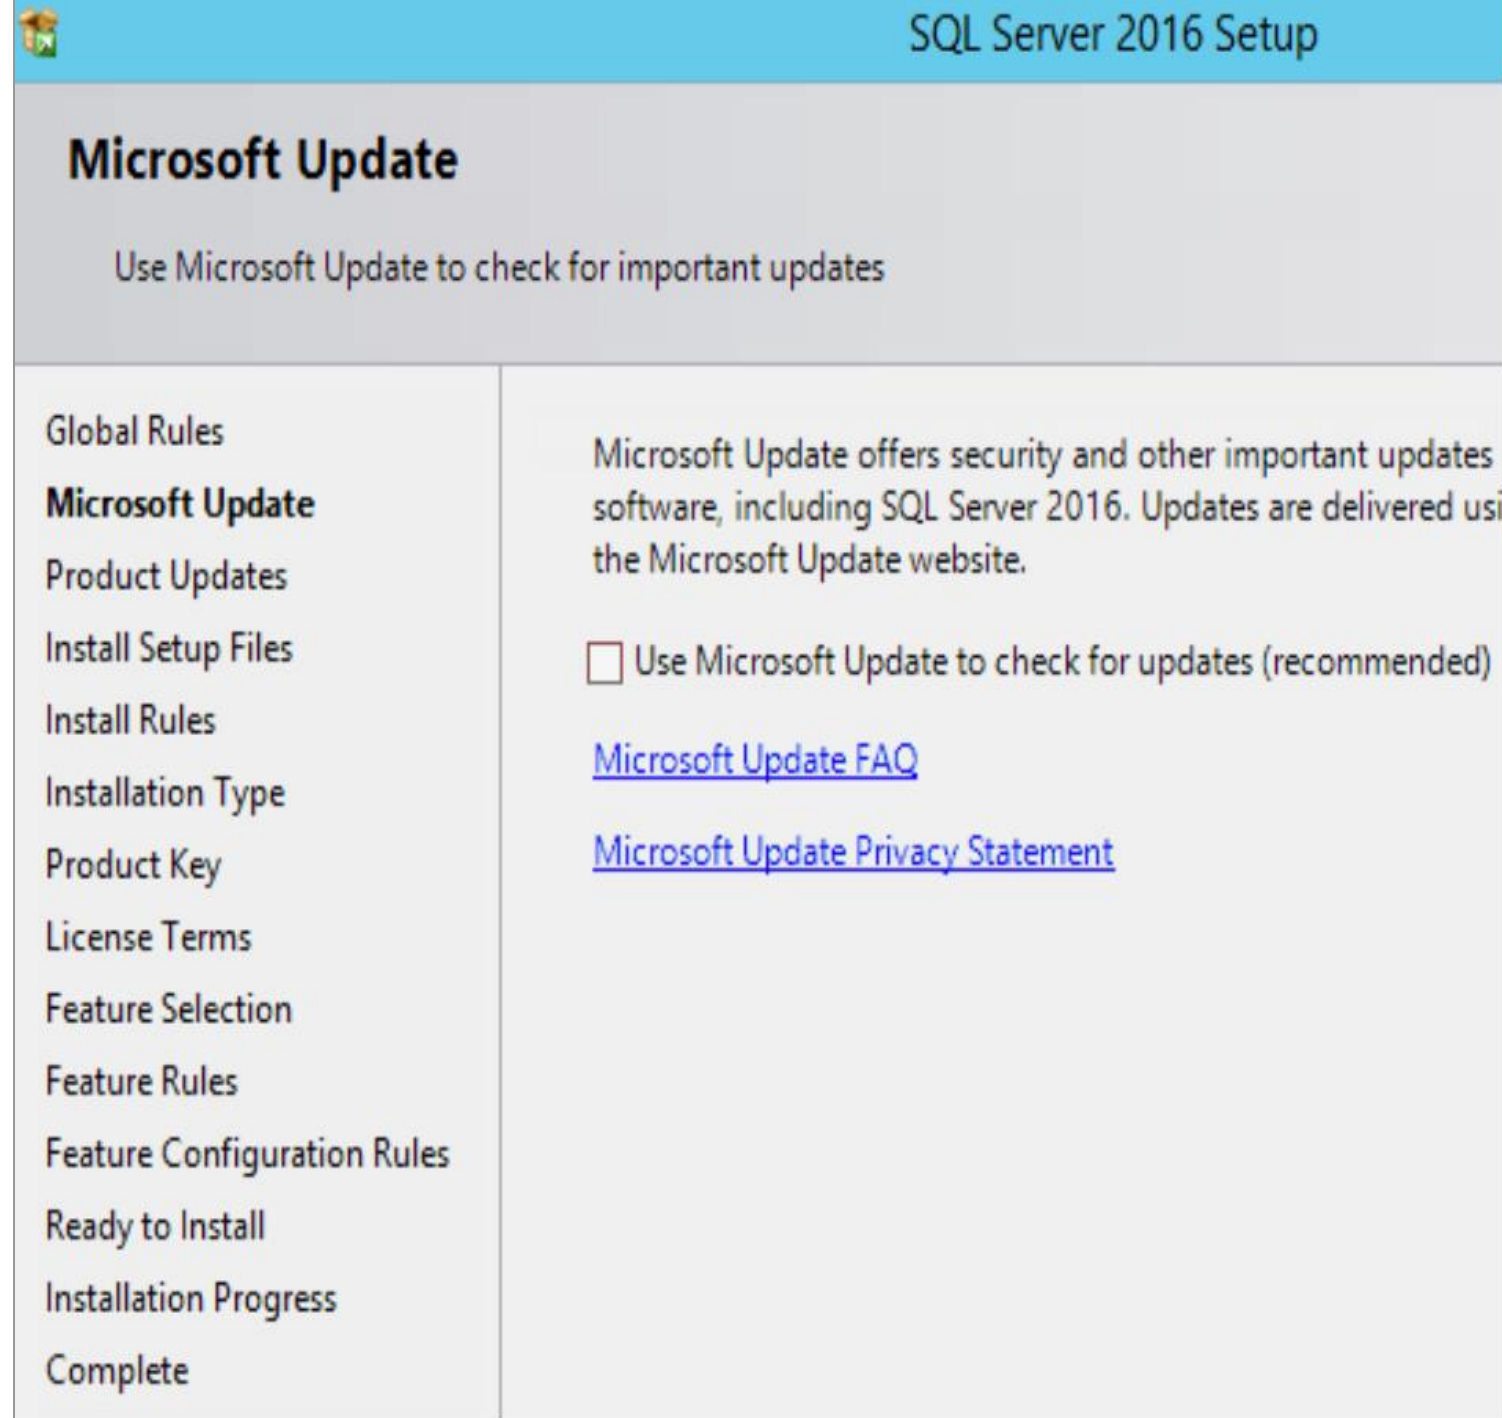 SQL Server 2016 Setup
Microsoft Update
Use Microsoft Update to check for important updates
Global Rules
Microsoft Update
Product Updates
Install Setup Files
Install Rules
Installation Type
Product Key
License Terms
Feature Selection
Feature Rules
Feature Configuration Rules
Ready to Install
Installation Progress
Complete
Microsoft Update offers security and other important updates
software, including SQL Server 2016. Updates are delivered usi
the Microsoft Update website.
Use Microsoft Update to check for updates (recommended)
Microsoft Update FAQ
Microsoft Update Privacy Statement